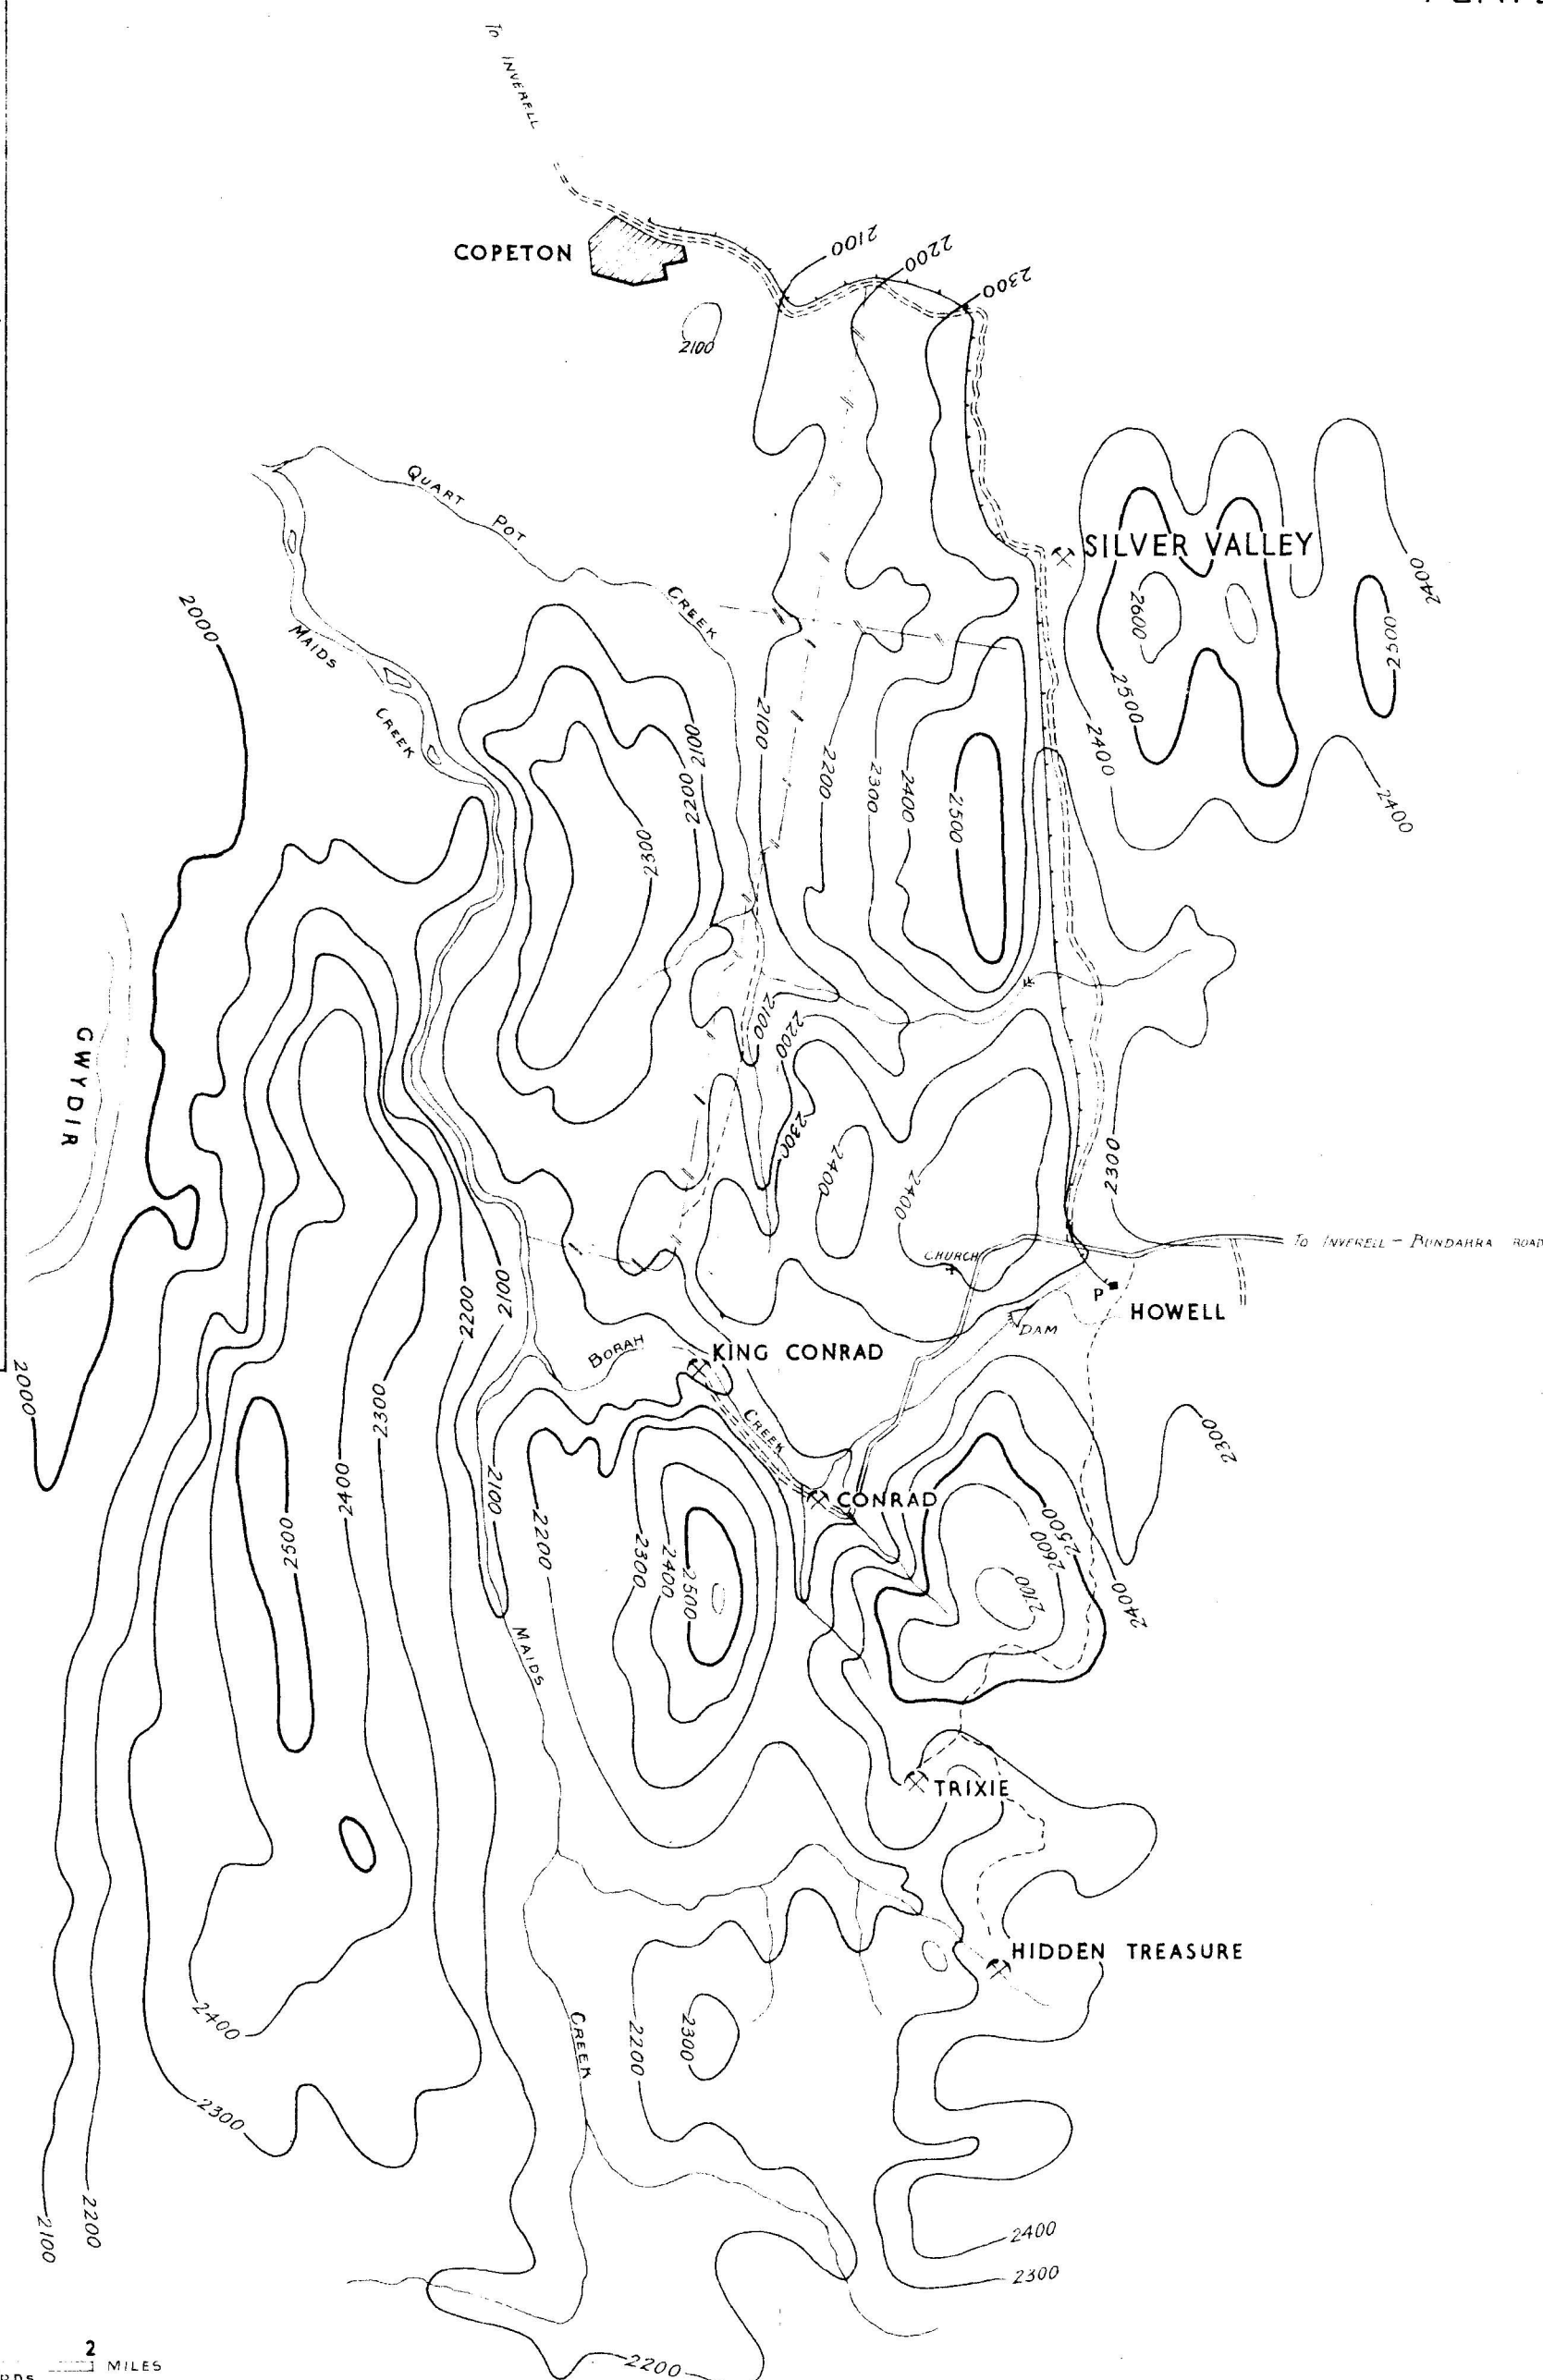 To INVERELL
COPETON
2100
2200
2300
2100
QUART POT CREEK
SILVER VALLEY
2400
2600
2500
2500
2000
MAIDS CREEK
2400
2400
2100
2100
2200
2200
2300
2400
2500
2300
GWYDIR
2100
2200
2300
2400
2400
2300
CHURCH
To INVERELL – BUNDARRA ROAD
P
HOWELL
DAM
2100
2200
BORAH CREEK
KING CONRAD
2000
2300
2300
2400
2100
CONRAD
2500
2200
2300
2400
2500
2500
2600
2700
2400
MAIDS CREEK
TRIXIE
HIDDEN TREASURE
2400
2200
2300
2300
2100
2200
2400
2300
2200
2 MILES